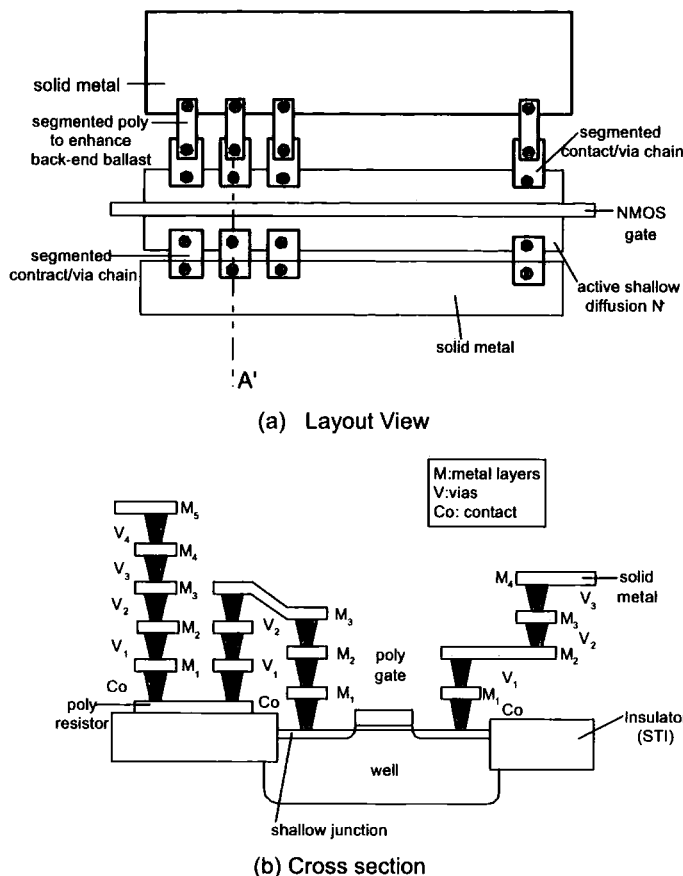 solid metal
segmented poly
to enhance
back-end ballast
segmented
contact/via chain
NMOS
gate
segmented
contract/via chain
active shallow
diffusion N+
solid metal
A'
(a) Layout View
M:metal layers
V:vias
Co: contact
M5
V4
M4
V3
M3
V2
M2
V1
M1
Co
poly
resistor
V2
V1
Co
M3
M2
M1
poly
gate
M4
solid
metal
V3
M3
V2
M2
V1
M1
Co
Insulato
(STI)
well
shallow junction
(b) Cross section